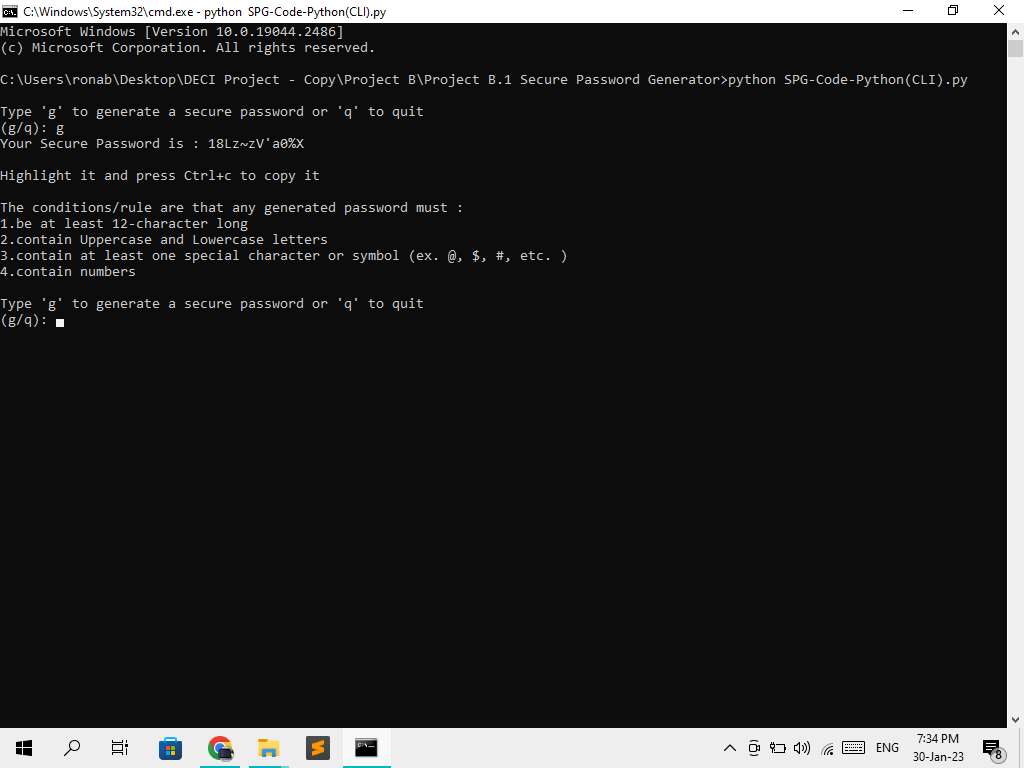 C:\Windows\System32\cmd.exe - python  SPG-Code-Python(CLI).py
Microsoft Windows [Version 10.0.19044.2486]
(c) Microsoft Corporation. All rights reserved.
C:\Users\ronab\Desktop\DECI Project - Copy\Project B\Project B.1 Secure Password Generator>python SPG-Code-Python(CLI).py
Type 'g' to generate a secure password or 'q' to quit
(g/q): g
Your Secure Password is : 18Lz~zV'a0%X
Highlight it and press Ctrl+c to copy it
The conditions/rule are that any generated password must :
1.be at least 12-character long
2.contain Uppercase and Lowercase letters
3.contain at least one special character or symbol (ex. @, $, #, etc. )
4.contain numbers
Type 'g' to generate a secure password or 'q' to quit
(g/q):
ENG
7:34 PM
30-Jan-23
8